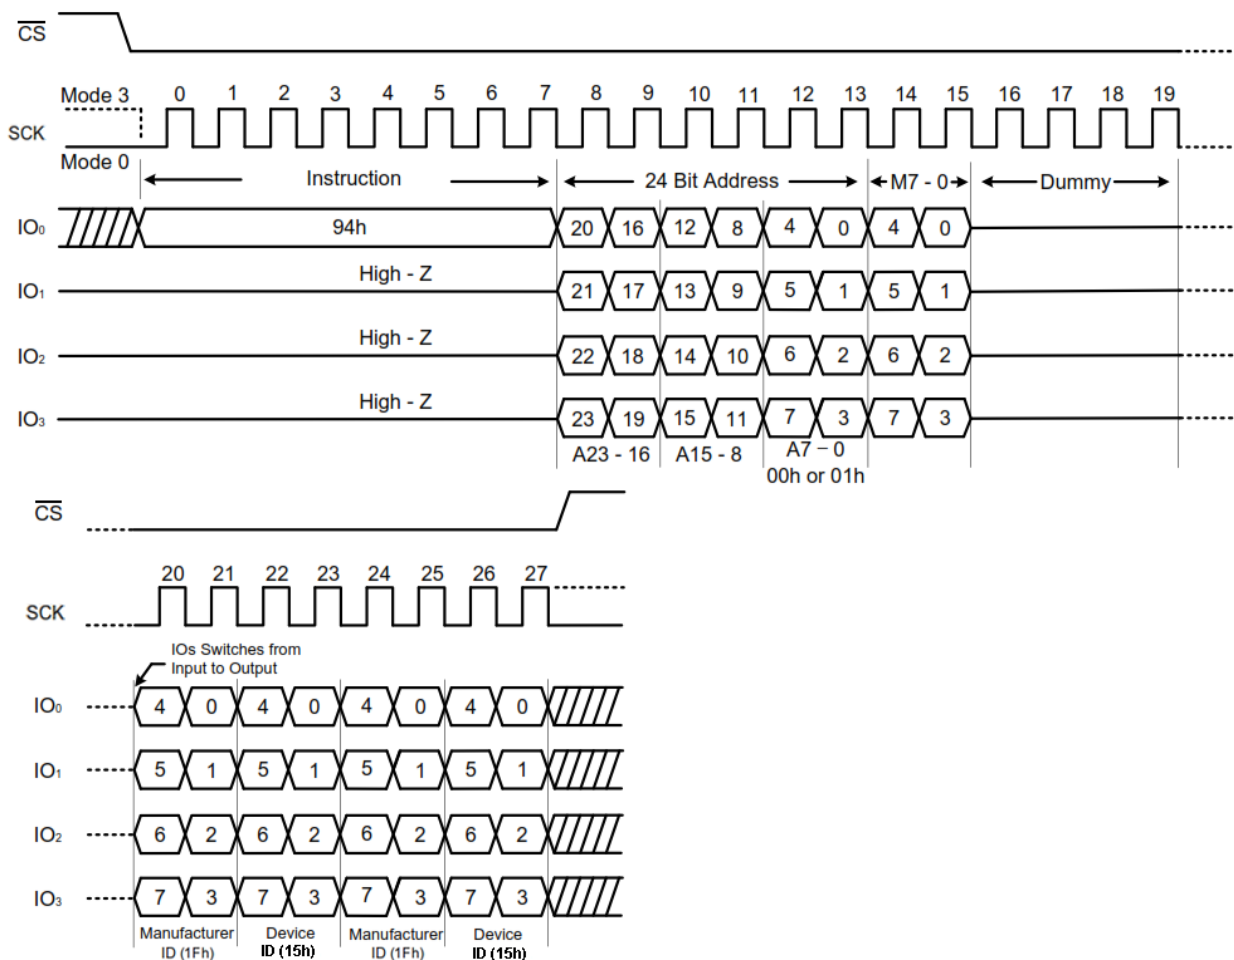 CS
Mode 3 0 1 2 3 4 5 6 7 8 9 10 11 12 13 14 15 16 17 18 19
SCK
Mode 0
Instruction 24 Bit Address M7 - 0 Dummy
IO₀ 94h 20 16 12 8 4 0 4 0
High - Z
IO₁ 21 17 13 9 5 1 5 1
High - Z
IO₂ 22 18 14 10 6 2 6 2
High - Z
IO₃ 23 19 15 11 7 3 7 3
A23 - 16 A15 - 8 A7 – 0
00h or 01h
CS
20 21 22 23 24 25 26 27
SCK
IOs Switches from
Input to Output
IO₀ 4 0 4 0 4 0 4 0
IO₁ 5 1 5 1 5 1 5 1
IO₂ 6 2 6 2 6 2 6 2
IO₃ 7 3 7 3 7 3 7 3
Manufacturer Device Manufacturer Device
ID (1Fh) ID (15h) ID (1Fh) ID (15h)